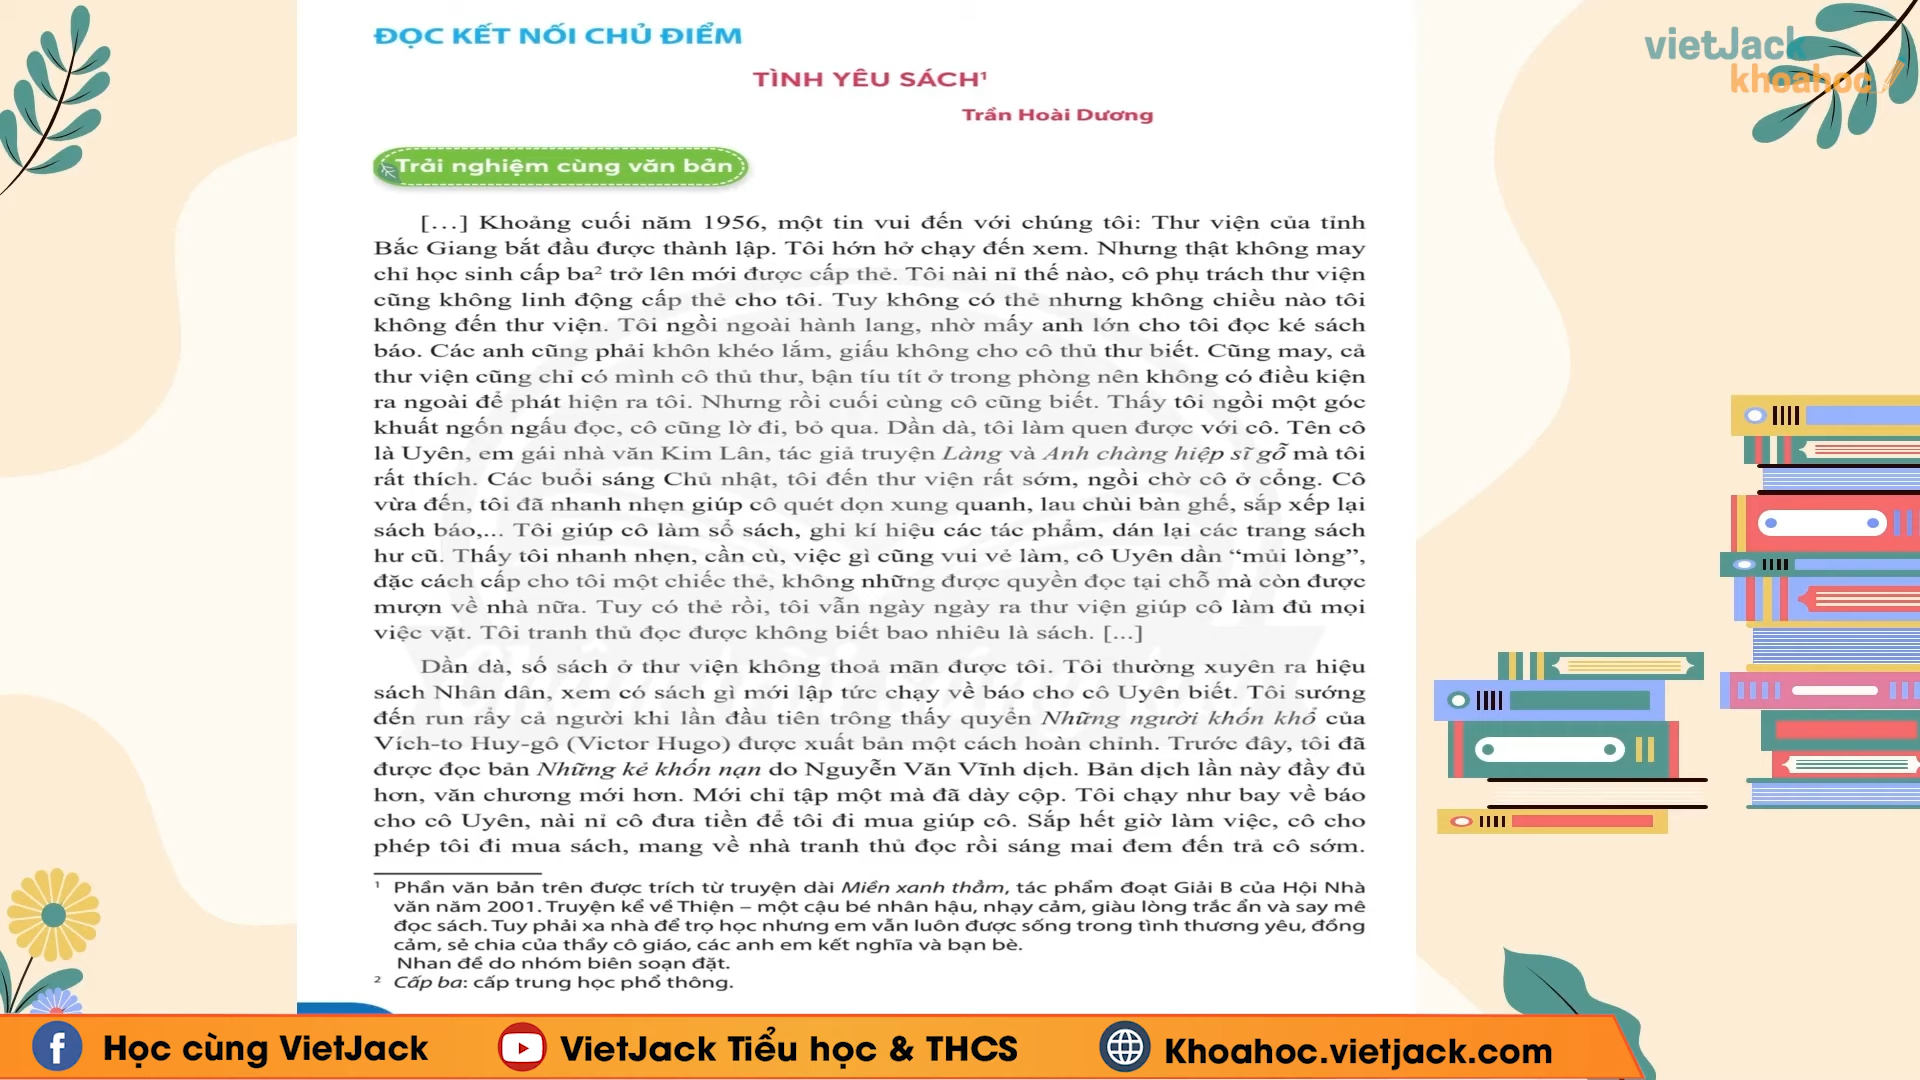 ĐỌC KẾT NỐI CHỦ ĐIỂM
vietJack
khoahoc
TÌNH YÊU SÁCH¹
Trần Hoài Dương
Trải nghiệm cùng văn bản
[…] Khoảng cuối năm 1956, một tin vui đến với chúng tôi: Thư viện của tỉnh
Bắc Giang bắt đầu được thành lập. Tôi hớn hở chạy đến xem. Nhưng thật không may
chỉ học sinh cấp ba² trở lên mới được cấp thẻ. Tôi nài nỉ thế nào, cô phụ trách thư viện
cũng không linh động cấp thẻ cho tôi. Tuy không có thẻ nhưng không chiều nào tôi
không đến thư viện. Tôi ngồi ngoài hành lang, nhờ mấy anh lớn cho tôi đọc ké sách
báo. Các anh cũng phải khôn khéo lắm, giấu không cho cô thủ thư biết. Cũng may, cả
thư viện cũng chỉ có mình cô thủ thư, bận tíu tít ở trong phòng nên không có điều kiện
ra ngoài để phát hiện ra tôi. Nhưng rồi cuối cùng cô cũng biết. Thấy tôi ngồi một góc
khuất ngốn ngấu đọc, cô cũng lờ đi, bỏ qua. Dần dà, tôi làm quen được với cô. Tên cô
là Uyên, em gái nhà văn Kim Lân, tác giả truyện Làng và Anh chàng hiệp sĩ gỗ mà tôi
rất thích. Các buổi sáng Chủ nhật, tôi đến thư viện rất sớm, ngồi chờ cô ở cổng. Cô
vừa đến, tôi đã nhanh nhẹn giúp cô quét dọn xung quanh, lau chùi bàn ghế, sắp xếp lại
sách báo,... Tôi giúp cô làm sổ sách, ghi kí hiệu các tác phẩm, dán lại các trang sách
hư cũ. Thấy tôi nhanh nhẹn, cần cù, việc gì cũng vui vẻ làm, cô Uyên dần “mủi lòng”,
đặc cách cấp cho tôi một chiếc thẻ, không những được quyền đọc tại chỗ mà còn được
mượn về nhà nữa. Tuy có thẻ rồi, tôi vẫn ngày ngày ra thư viện giúp cô làm đủ mọi
việc vặt. Tôi tranh thủ đọc được không biết bao nhiêu là sách. [...]
Dần dà, số sách ở thư viện không thoả mãn được tôi. Tôi thường xuyên ra hiệu
sách Nhân dân, xem có sách gì mới lập tức chạy về báo cho cô Uyên biết. Tôi sướng
đến run rẩy cả người khi lần đầu tiên trông thấy quyển Những người khốn khổ của
Vích-to Huy-gô (Victor Hugo) được xuất bản một cách hoàn chỉnh. Trước đây, tôi đã
được đọc bản Những kẻ khốn nạn do Nguyễn Văn Vĩnh dịch. Bản dịch lần này đầy đủ
hơn, văn chương mới hơn. Mới chỉ tập một mà đã dày cộp. Tôi chạy như bay về báo
cho cô Uyên, nài nỉ cô đưa tiền để tôi đi mua giúp cô. Sắp hết giờ làm việc, cô cho
phép tôi đi mua sách, mang về nhà tranh thủ đọc rồi sáng mai đem đến trả cô sớm.
¹ Phần văn bản trên được trích từ truyện dài Miền xanh thẳm, tác phẩm đoạt Giải B của Hội Nhà
văn năm 2001. Truyện kể về Thiện – một cậu bé nhân hậu, nhạy cảm, giàu lòng trắc ẩn và say mê
đọc sách. Tuy phải xa nhà để trọ học nhưng em vẫn luôn được sống trong tình thương yêu, đồng
cảm, sẻ chia của thầy cô giáo, các anh em kết nghĩa và bạn bè.
Nhan đề do nhóm biên soạn đặt.
² Cấp ba: cấp trung học phổ thông.
Học cùng VietJack
VietJack Tiểu học & THCS
Khoahoc.vietjack.com